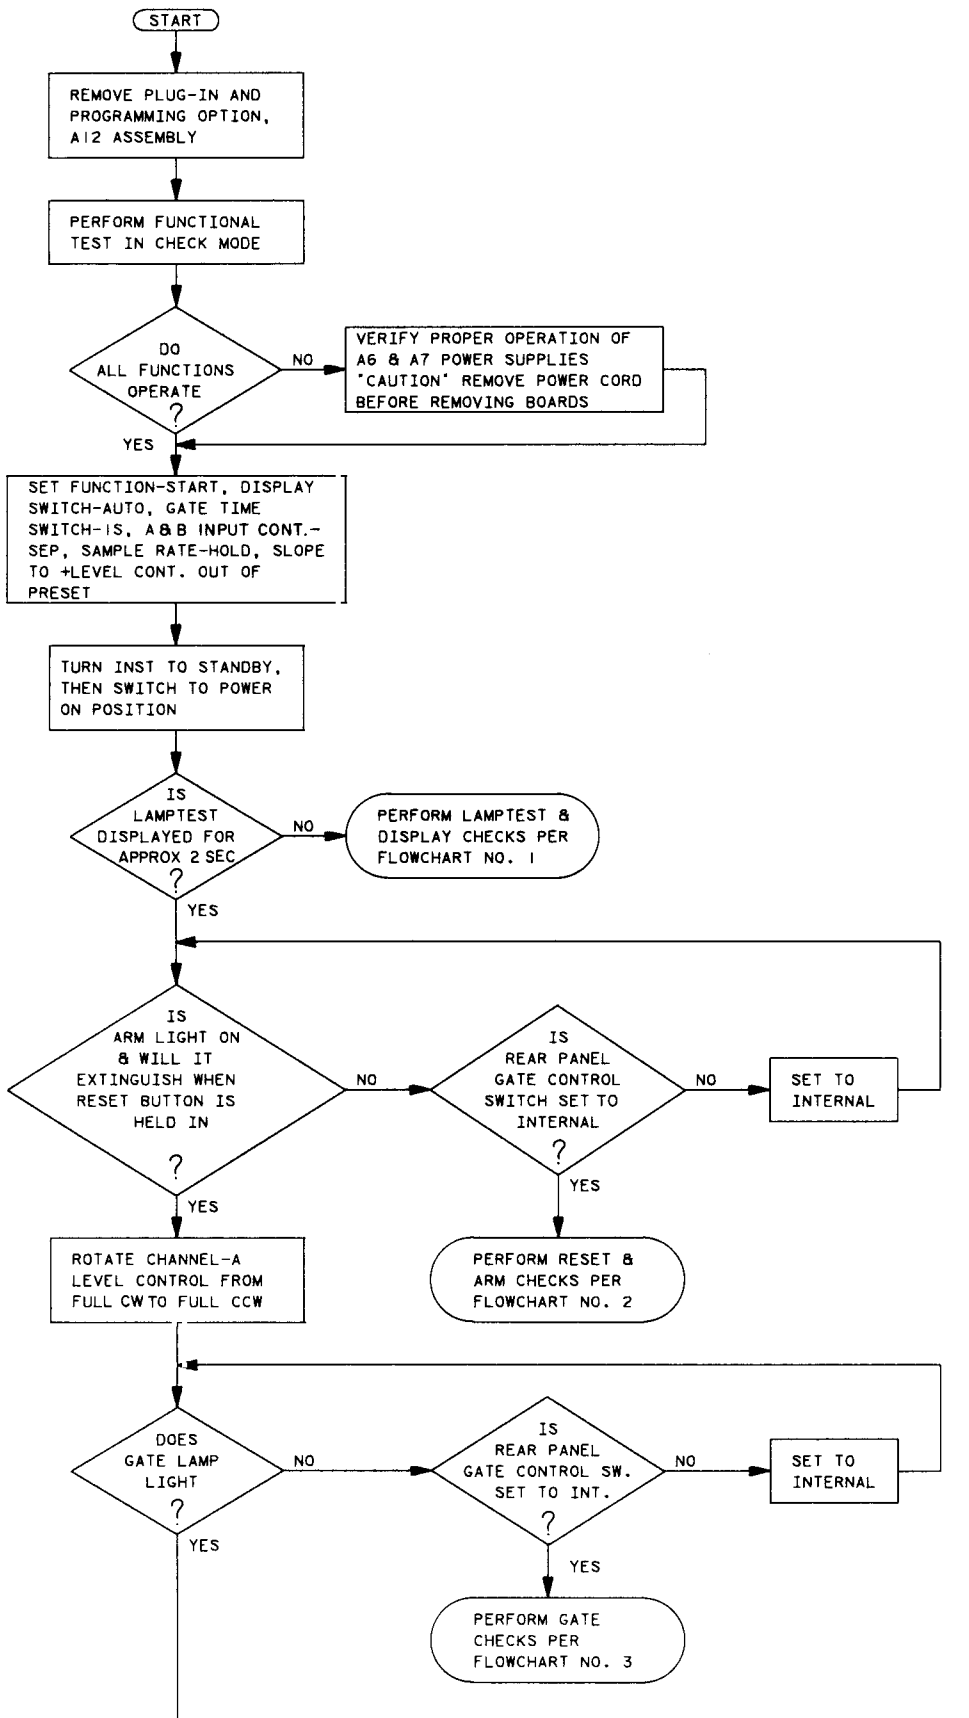 START
REMOVE PLUG-IN AND
PROGRAMMING OPTION,
A12 ASSEMBLY
PERFORM FUNCTIONAL
TEST IN CHECK MODE
DO
ALL FUNCTIONS
OPERATE
?
NO
VERIFY PROPER OPERATION OF
A6 & A7 POWER SUPPLIES
"CAUTION" REMOVE POWER CORD
BEFORE REMOVING BOARDS
YES
SET FUNCTION-START, DISPLAY
SWITCH-AUTO, GATE TIME
SWITCH-1S, A&B INPUT CONT.-
SEP, SAMPLE RATE-HOLD, SLOPE
TO +LEVEL CONT. OUT OF
PRESET
TURN INST TO STANDBY,
THEN SWITCH TO POWER
ON POSITION
IS
LAMPTEST
DISPLAYED FOR
APPROX 2 SEC
?
NO
PERFORM LAMPTEST &
DISPLAY CHECKS PER
FLOWCHART NO. 1
YES
IS
ARM LIGHT ON
& WILL IT
EXTINGUISH WHEN
RESET BUTTON IS
HELD IN
?
NO
IS
REAR PANEL
GATE CONTROL
SWITCH SET TO
INTERNAL
?
NO
SET TO
INTERNAL
YES
PERFORM RESET &
ARM CHECKS PER
FLOWCHART NO. 2
YES
ROTATE CHANNEL-A
LEVEL CONTROL FROM
FULL CW TO FULL CCW
DOES
GATE LAMP
LIGHT
?
NO
IS
REAR PANEL
GATE CONTROL SW.
SET TO INT.
?
NO
SET TO
INTERNAL
YES
YES
PERFORM GATE
CHECKS PER
FLOWCHART NO. 3